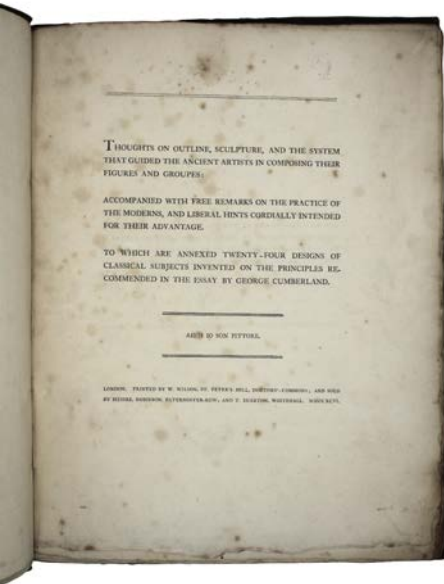 THOUGHTS ON OUTLINE, SCULPTURE, AND THE SYSTEM
THAT GUIDED THE ANCIENT ARTISTS IN COMPOSING THEIR
FIGURES AND GROUPES:
ACCOMPANIED WITH FREE REMARKS ON THE PRACTICE OF
THE MODERNS, AND LIBERAL HINTS CORDIALLY INTENDED
FOR THEIR ADVANTAGE.
TO WHICH ARE ANNEXED TWENTY-FOUR DESIGNS OF
CLASSICAL SUBJECTS INVENTED ON THE PRINCIPLES RE-
COMMENDED IN THE ESSAY BY GEORGE CUMBERLAND.
IO SON PITTORE.
LONDON. PRINTED BY W. WILSON, ST. PETER'S-HILL, DOCTORS'-COMMONS; AND SOLD
BY ROBINSON, PATERNOSTER-ROW; AND T. EGERTON, WHITEHALL. MDCCXCVI.